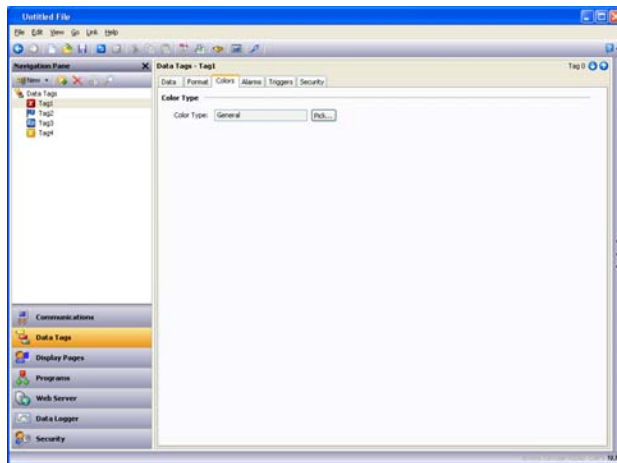 Untitled File
File Edit View Go Link Help
Navigation Pane
Data Tags - Tag1
Tag 0
New
Data Format Colors Alarms Triggers Security
Data Tags
Tag1
Tag2
Tag3
Tag4
Color Type
Color Type: General Pick...
Communications
Data Tags
Display Pages
Programs
Web Server
Data Logger
Security